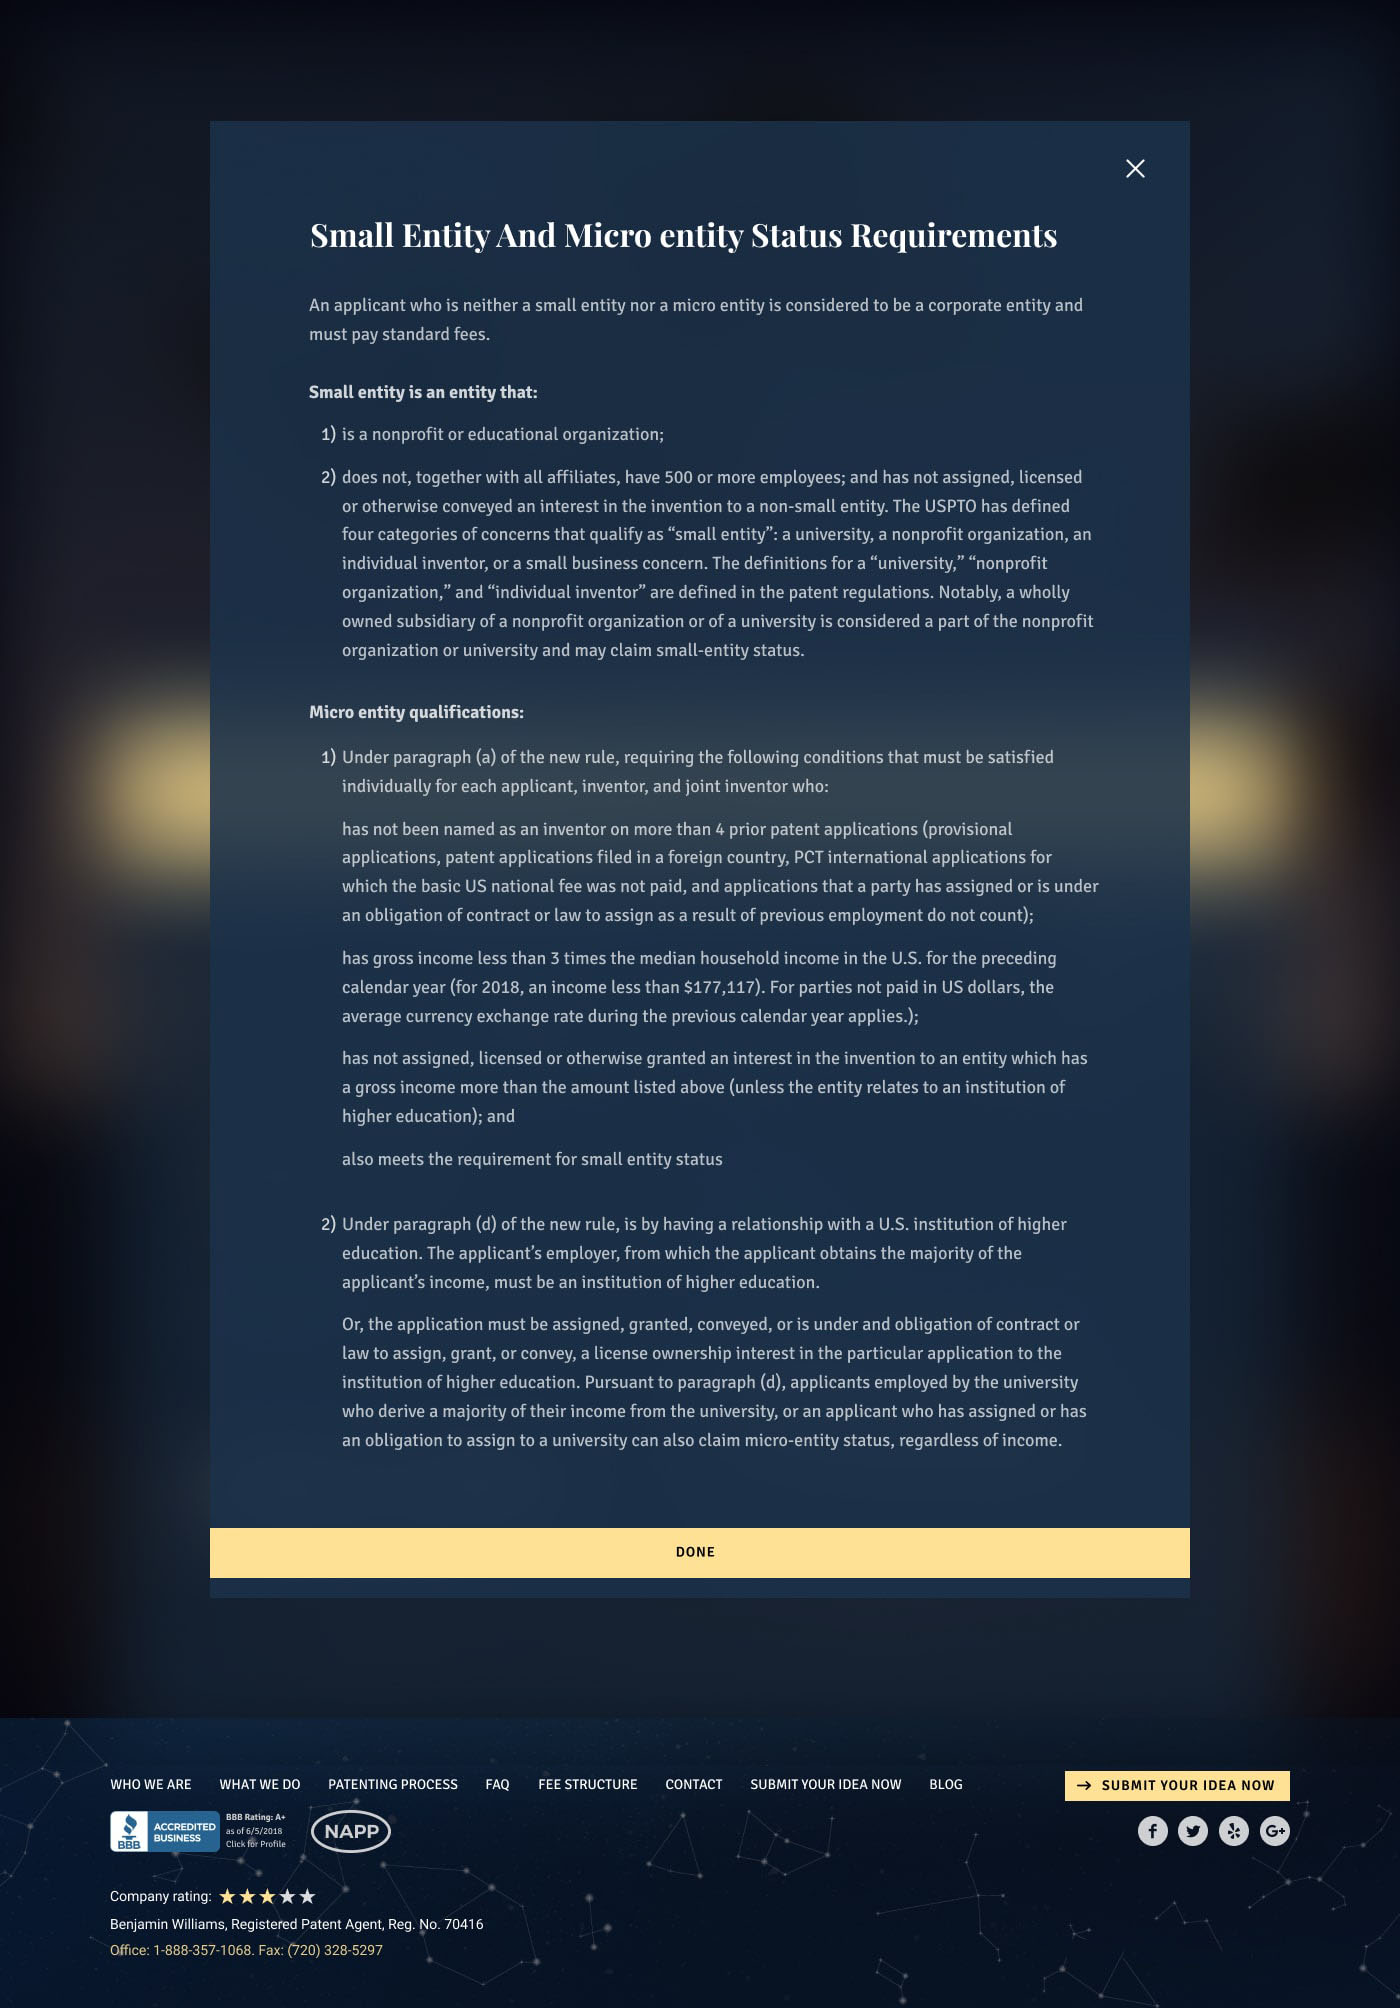 Small Entity And Micro entity Status Requirements
An applicant who is neither a small entity nor a micro entity is considered to be a corporate entity and
must pay standard fees.
Small entity is an entity that:
1) is a nonprofit or educational organization;
2) does not, together with all affiliates, have 500 or more employees; and has not assigned, licensed
or otherwise conveyed an interest in the invention to a non-small entity. The USPTO has defined
four categories of concerns that qualify as “small entity”: a university, a nonprofit organization, an
individual inventor, or a small business concern. The definitions for a “university,” “nonprofit
organization,” and “individual inventor” are defined in the patent regulations. Notably, a wholly
owned subsidiary of a nonprofit organization or of a university is considered a part of the nonprofit
organization or university and may claim small-entity status.
Micro entity qualifications:
1) Under paragraph (a) of the new rule, requiring the following conditions that must be satisfied
individually for each applicant, inventor, and joint inventor who:
has not been named as an inventor on more than 4 prior patent applications (provisional
applications, patent applications filed in a foreign country, PCT international applications for
which the basic US national fee was not paid, and applications that a party has assigned or is under
an obligation of contract or law to assign as a result of previous employment do not count);
has gross income less than 3 times the median household income in the U.S. for the preceding
calendar year (for 2018, an income less than $177,117). For parties not paid in US dollars, the
average currency exchange rate during the previous calendar year applies.);
has not assigned, licensed or otherwise granted an interest in the invention to an entity which has
a gross income more than the amount listed above (unless the entity relates to an institution of
higher education); and
also meets the requirement for small entity status
2) Under paragraph (d) of the new rule, is by having a relationship with a U.S. institution of higher
education. The applicant’s employer, from which the applicant obtains the majority of the
applicant’s income, must be an institution of higher education.
Or, the application must be assigned, granted, conveyed, or is under and obligation of contract or
law to assign, grant, or convey, a license ownership interest in the particular application to the
institution of higher education. Pursuant to paragraph (d), applicants employed by the university
who derive a majority of their income from the university, or an applicant who has assigned or has
an obligation to assign to a university can also claim micro-entity status, regardless of income.
DONE
WHO WE ARE WHAT WE DO PATENTING PROCESS FAQ FEE STRUCTURE CONTACT SUBMIT YOUR IDEA NOW BLOG
SUBMIT YOUR IDEA NOW
BBB
ACCREDITED
BUSINESS
BBB Rating: A+
as of 6/5/2018
Click for Profile
NAPP
f G+
Company rating:
Benjamin Williams, Registered Patent Agent, Reg. No. 70416
Office: 1-888-357-1068. Fax: (720) 328-5297